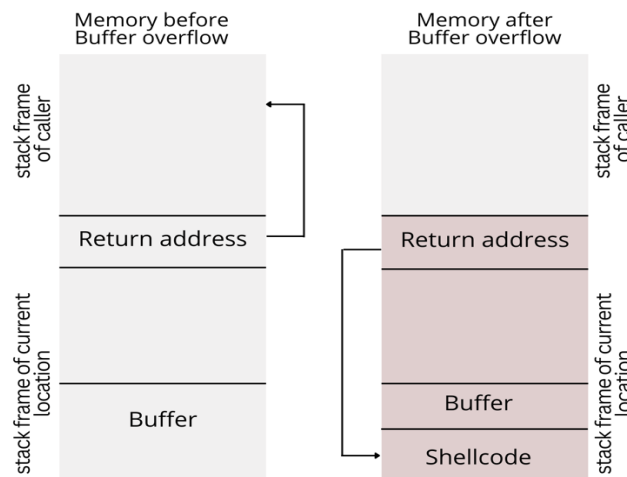 Memory before
Buffer overflow
stack frame
of caller
Return address
stack frame of current
location
Buffer
Memory after
Buffer overflow
stack frame
of caller
Return address
stack frame of current
location
Buffer
Shellcode